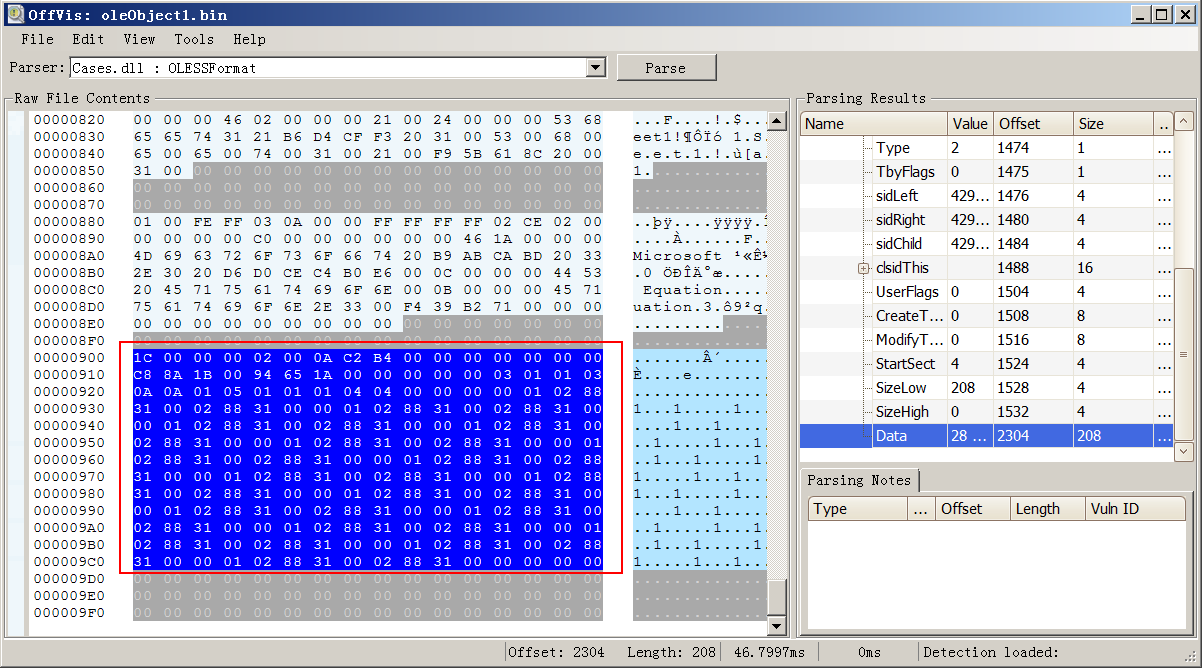 OffVis: oleObject1.bin
File Edit View Tools Help
Parser: Cases.dll : OLESSFormat Parse
Raw File Contents
00000820 00 00 00 46 02 00 00 00 21 00 24 00 00 00 53 68 ...F....!.$...
00000830 65 65 74 31 21 B6 D4 CF F3 20 31 00 53 00 68 00 eet1!¶ÔÏó 1.S.
00000840 65 00 65 00 74 00 31 00 21 00 F9 5B 61 8C 20 00 e.e.t.1.!.ù[a.
00000850 31 00 00 00 00 00 00 00 00 00 00 00 00 00 00 00 1.............
00000860 00 00 00 00 00 00 00 00 00 00 00 00 00 00 00 00 ..............
00000870 00 00 00 00 00 00 00 00 00 00 00 00 00 00 00 00 ..............
00000880 01 00 FE FF 03 0A 00 00 FF FF FF FF 02 CE 02 00 ..þÿ....ÿÿÿÿ.Î
00000890 00 00 00 00 C0 00 00 00 00 00 00 46 1A 00 00 00 ....À......F..
000008A0 4D 69 63 72 6F 73 6F 66 74 20 B9 AB CA BD 20 33 Microsoft ¹«Ê½
000008B0 2E 30 20 D6 D0 CE C4 B0 E6 00 0C 00 00 00 44 53 .0 ÖÐÎÄ°æ.....
000008C0 20 45 71 75 61 74 69 6F 6E 00 0B 00 00 00 45 71 Equation.....
000008D0 75 61 74 69 6F 6E 2E 33 00 F4 39 B2 71 00 00 00 uation.3.ô9²q.
000008E0 00 00 00 00 00 00 00 00 00 00 00 00 00 00 00 00 ..............
000008F0 00 00 00 00 00 00 00 00 00 00 00 00 00 00 00 00 ..............
00000900 1C 00 00 00 02 00 0A C2 B4 00 00 00 00 00 00 00 .......Â´.....
00000910 C8 8A 1B 00 94 65 1A 00 00 00 00 00 03 01 01 03 È....e........
00000920 0A 0A 01 05 01 01 01 04 04 00 00 00 00 01 02 88 ..............
00000930 31 00 02 88 31 00 00 01 02 88 31 00 02 88 31 00 1...1.....1...
00000940 00 01 02 88 31 00 02 88 31 00 00 01 02 88 31 00 ....1...1.....
00000950 02 88 31 00 00 01 02 88 31 00 02 88 31 00 00 01 ..1.....1...1.
00000960 02 88 31 00 02 88 31 00 00 01 02 88 31 00 02 88 ..1...1.....1.
00000970 31 00 00 01 02 88 31 00 02 88 31 00 00 01 02 88 1.....1...1...
00000980 31 00 02 88 31 00 00 01 02 88 31 00 02 88 31 00 1...1.....1...
00000990 00 01 02 88 31 00 02 88 31 00 00 01 02 88 31 00 ....1...1.....
000009A0 02 88 31 00 00 01 02 88 31 00 02 88 31 00 00 01 ..1.....1...1.
000009B0 02 88 31 00 02 88 31 00 00 01 02 88 31 00 02 88 ..1...1.....1.
000009C0 31 00 00 01 02 88 31 00 02 88 31 00 00 00 00 00 1.....1...1...
000009D0 00 00 00 00 00 00 00 00 00 00 00 00 00 00 00 00 ..............
000009E0 00 00 00 00 00 00 00 00 00 00 00 00 00 00 00 00 ..............
000009F0 00 00 00 00 00 00 00 00 00 00 00 00 00 00 00 00 ..............
Parsing Results
Name Value Offset Size ..
Type 2 1474 1 ...
TbyFlags 0 1475 1 ...
sidLeft 429... 1476 4 ...
sidRight 429... 1480 4 ...
sidChild 429... 1484 4 ...
clsidThis 1488 16 ...
UserFlags 0 1504 4 ...
CreateT... 0 1508 8 ...
ModifyT... 0 1516 8 ...
StartSect 4 1524 4 ...
SizeLow 208 1528 4 ...
SizeHigh 0 1532 4 ...
Data 28 ... 2304 208 ...
Parsing Notes
Type ... Offset Length Vuln ID
Offset: 2304 Length: 208 46.7997ms 0ms Detection loaded: